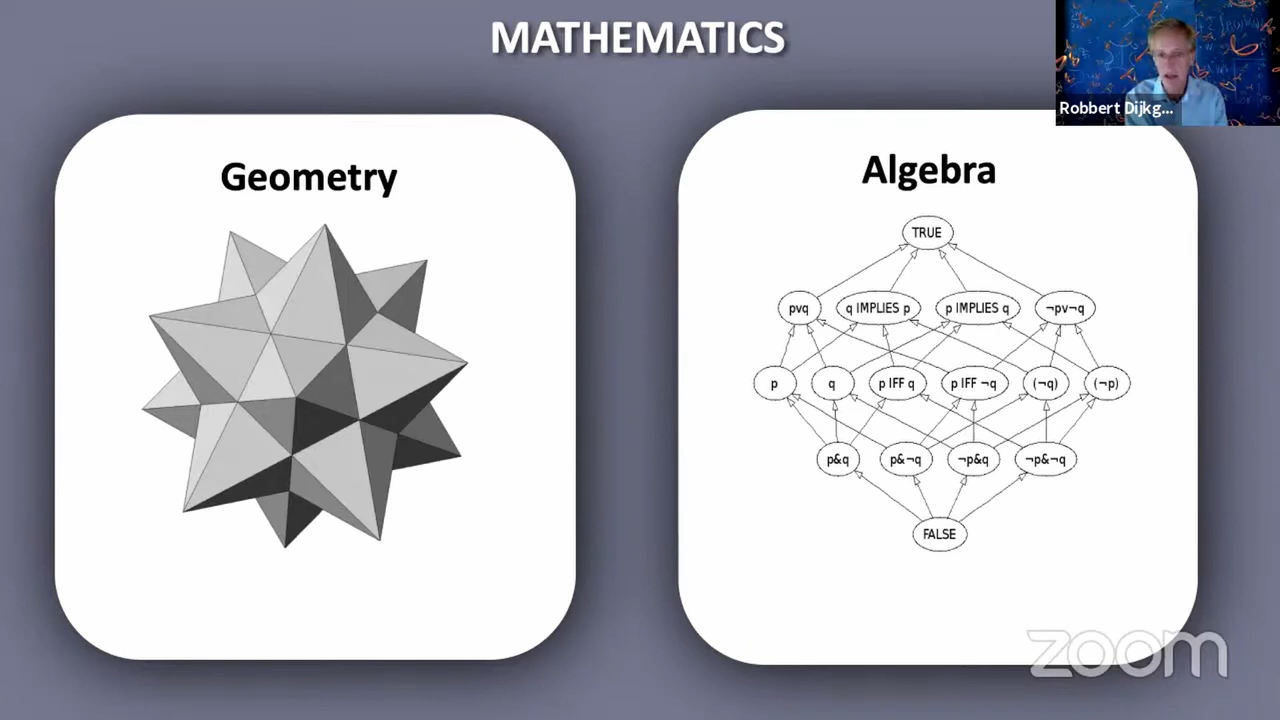 MATHEMATICS
Robbert Dijkg...
Geometry
Algebra
TRUE
pvq
q IMPLIES p
p IMPLIES q
¬pv¬q
p
q
p IFF q
p IFF ¬q
(¬q)
(¬p)
p&q
p&¬q
¬p&q
¬p&¬q
FALSE
zoom